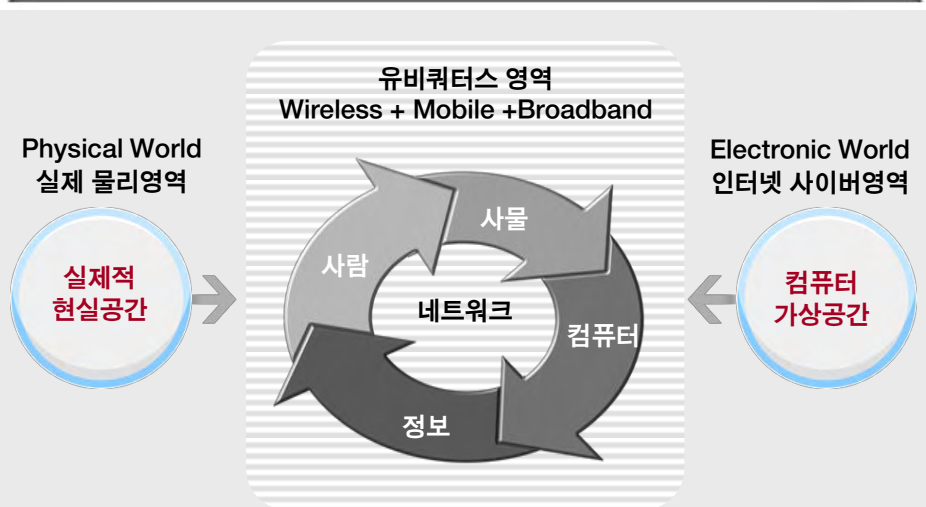 유비쿼터스 영역
Wireless + Mobile +Broadband
Physical World
실제 물리영역
실제적
현실공간
사람
사물
네트워크
컴퓨터
정보
Electronic World
인터넷 사이버영역
컴퓨터
가상공간